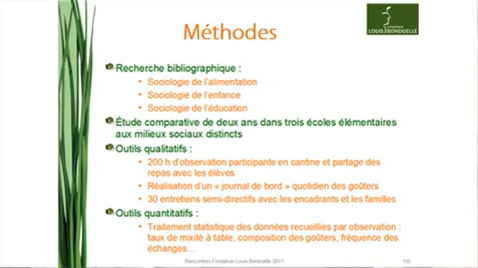 Méthodes
FONDATION
LOUIS BONDUELLE
Recherche bibliographique :
• Sociologie de l'alimentation
• Sociologie de l'enfance
• Sociologie de l'éducation
Étude comparative de deux ans dans trois écoles élémentaires
aux milieux sociaux distincts
Outils qualitatifs :
• 200 h d'observation participante en cantine et partage des
repas avec les élèves
• Réalisation d'un « journal de bord » quotidien des goûters
• 30 entretiens semi-directifs avec les encadrants et les familles
Outils quantitatifs :
• Traitement statistique des données recueillies par observation :
taux de mixité à table, composition des goûters, fréquence des
échanges…
Rencontres Fondation Louis Bonduelle 2011